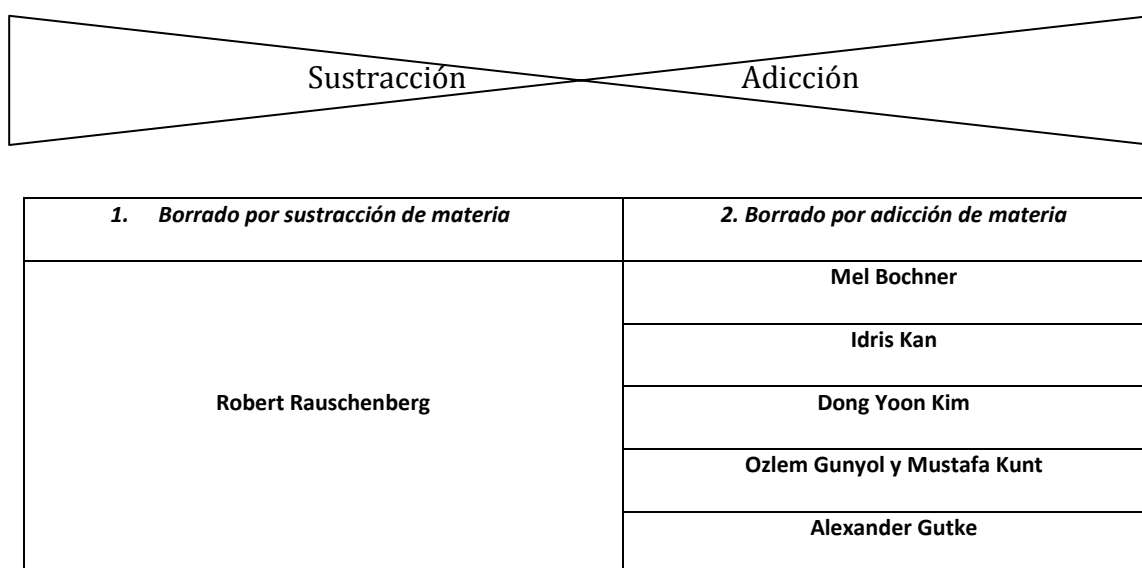 Sustracción Adicción
1. Borrado por sustracción de materia
2. Borrado por adicción de materia
Robert Rauschenberg
Mel Bochner
Idris Kan
Dong Yoon Kim
Ozlem Gunyol y Mustafa Kunt
Alexander Gutke